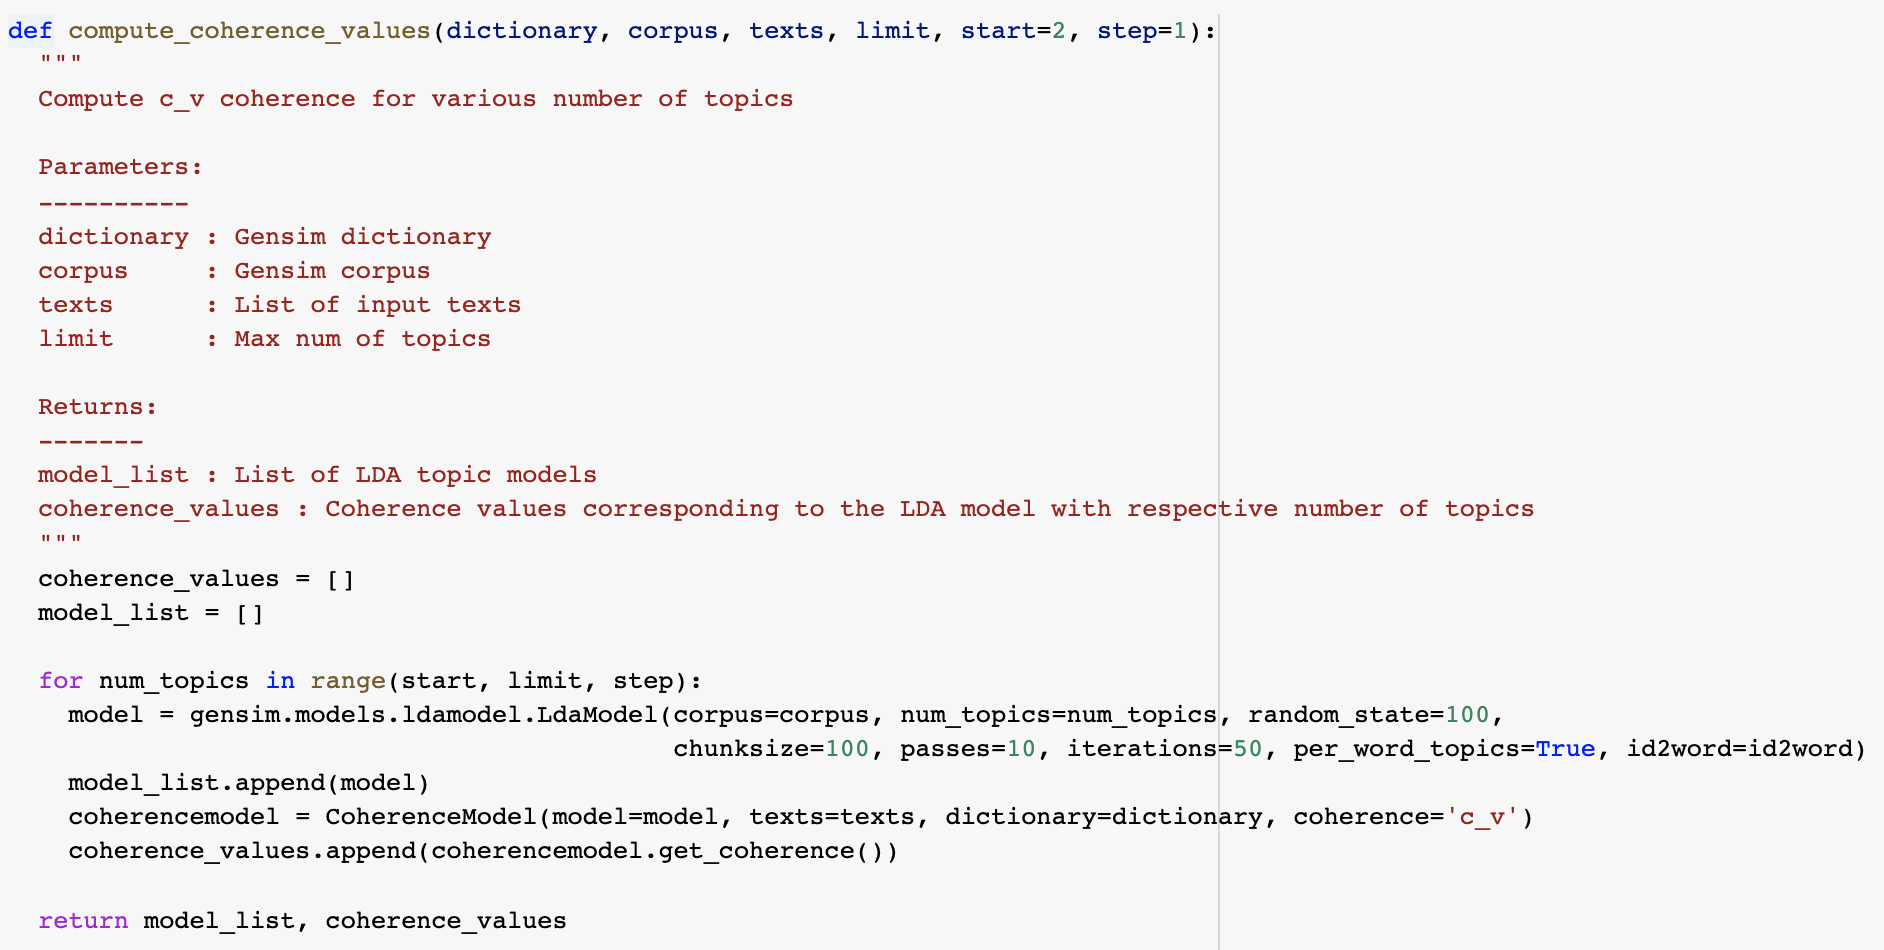 def compute_coherence_values(dictionary, corpus, texts, limit, start=2, step=1):
  """
  Compute c_v coherence for various number of topics

  Parameters:
  ----------
  dictionary : Gensim dictionary
  corpus     : Gensim corpus
  texts      : List of input texts
  limit      : Max num of topics

  Returns:
  -------
  model_list : List of LDA topic models
  coherence_values : Coherence values corresponding to the LDA model with respective number of topics
  """
  coherence_values = []
  model_list = []

  for num_topics in range(start, limit, step):
    model = gensim.models.ldamodel.LdaModel(corpus=corpus, num_topics=num_topics, random_state=100,
                                            chunksize=100, passes=10, iterations=50, per_word_topics=True, id2word=id2word)
    model_list.append(model)
    coherencemodel = CoherenceModel(model=model, texts=texts, dictionary=dictionary, coherence='c_v')
    coherence_values.append(coherencemodel.get_coherence())

  return model_list, coherence_values